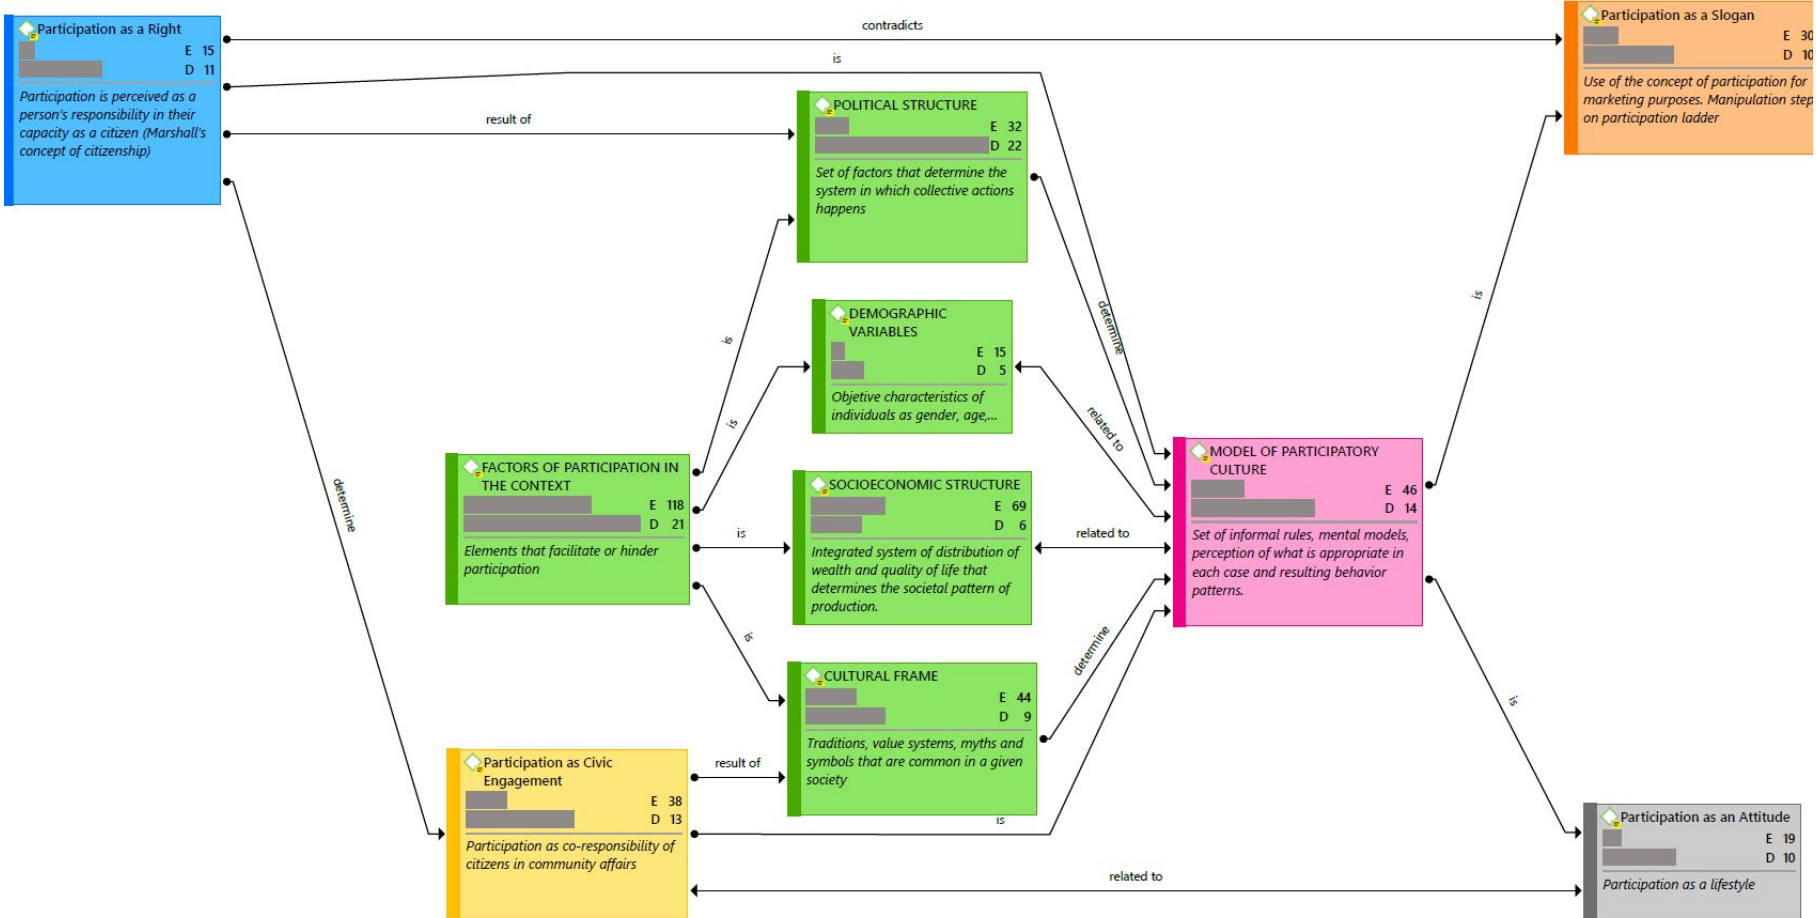 Participation as a Right
E 15
D 11
Participation is perceived as a
person's responsibility in their
capacity as a citizen (Marshall's
concept of citizenship)
contradicts
is
result of
determine
Participation as a Slogan
E 30
D 10
Use of the concept of participation for
marketing purposes. Manipulation step
on participation ladder
POLITICAL STRUCTURE
E 32
D 22
Set of factors that determine the
system in which collective actions
happens
is
determine
is
DEMOGRAPHIC
VARIABLES
E 15
D 5
Objetive characteristics of
individuals as gender, age,...
is
related to
FACTORS OF PARTICIPATION IN
THE CONTEXT
E 118
D 21
Elements that facilitate or hinder
participation
is
SOCIOECONOMIC STRUCTURE
E 69
D 6
Integrated system of distribution of
wealth and quality of life that
determines the societal pattern of
production.
related to
MODEL OF PARTICIPATORY
CULTURE
E 46
D 14
Set of informal rules, mental models,
perception of what is appropriate in
each case and resulting behavior
patterns.
is
CULTURAL FRAME
E 44
D 9
Traditions, value systems, myths and
symbols that are common in a given
society
determine
is
Participation as Civic
Engagement
E 38
D 13
Participation as co-responsibility of
citizens in community affairs
result of
is
related to
Participation as an Attitude
E 19
D 10
Participation as a lifestyle